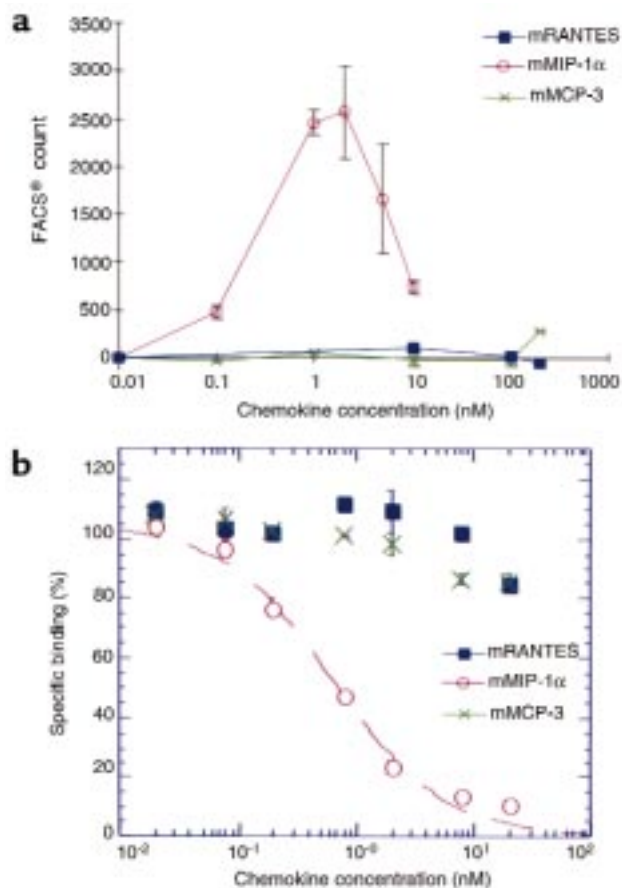 a
3500
3000
2500
2000
1500
1000
500
0
FACS® count
mRANTES
mMIP-1α
mMCP-3
0.01 0.1 1 10 100 1000
Chemokine concentration (nM)
b
120
100
80
60
40
20
0
Specific binding (%)
mRANTES
mMIP-1α
mMCP-3
10⁻² 10⁻¹ 10⁻⁰ 10¹ 10²
Chemokine concentration (nM)